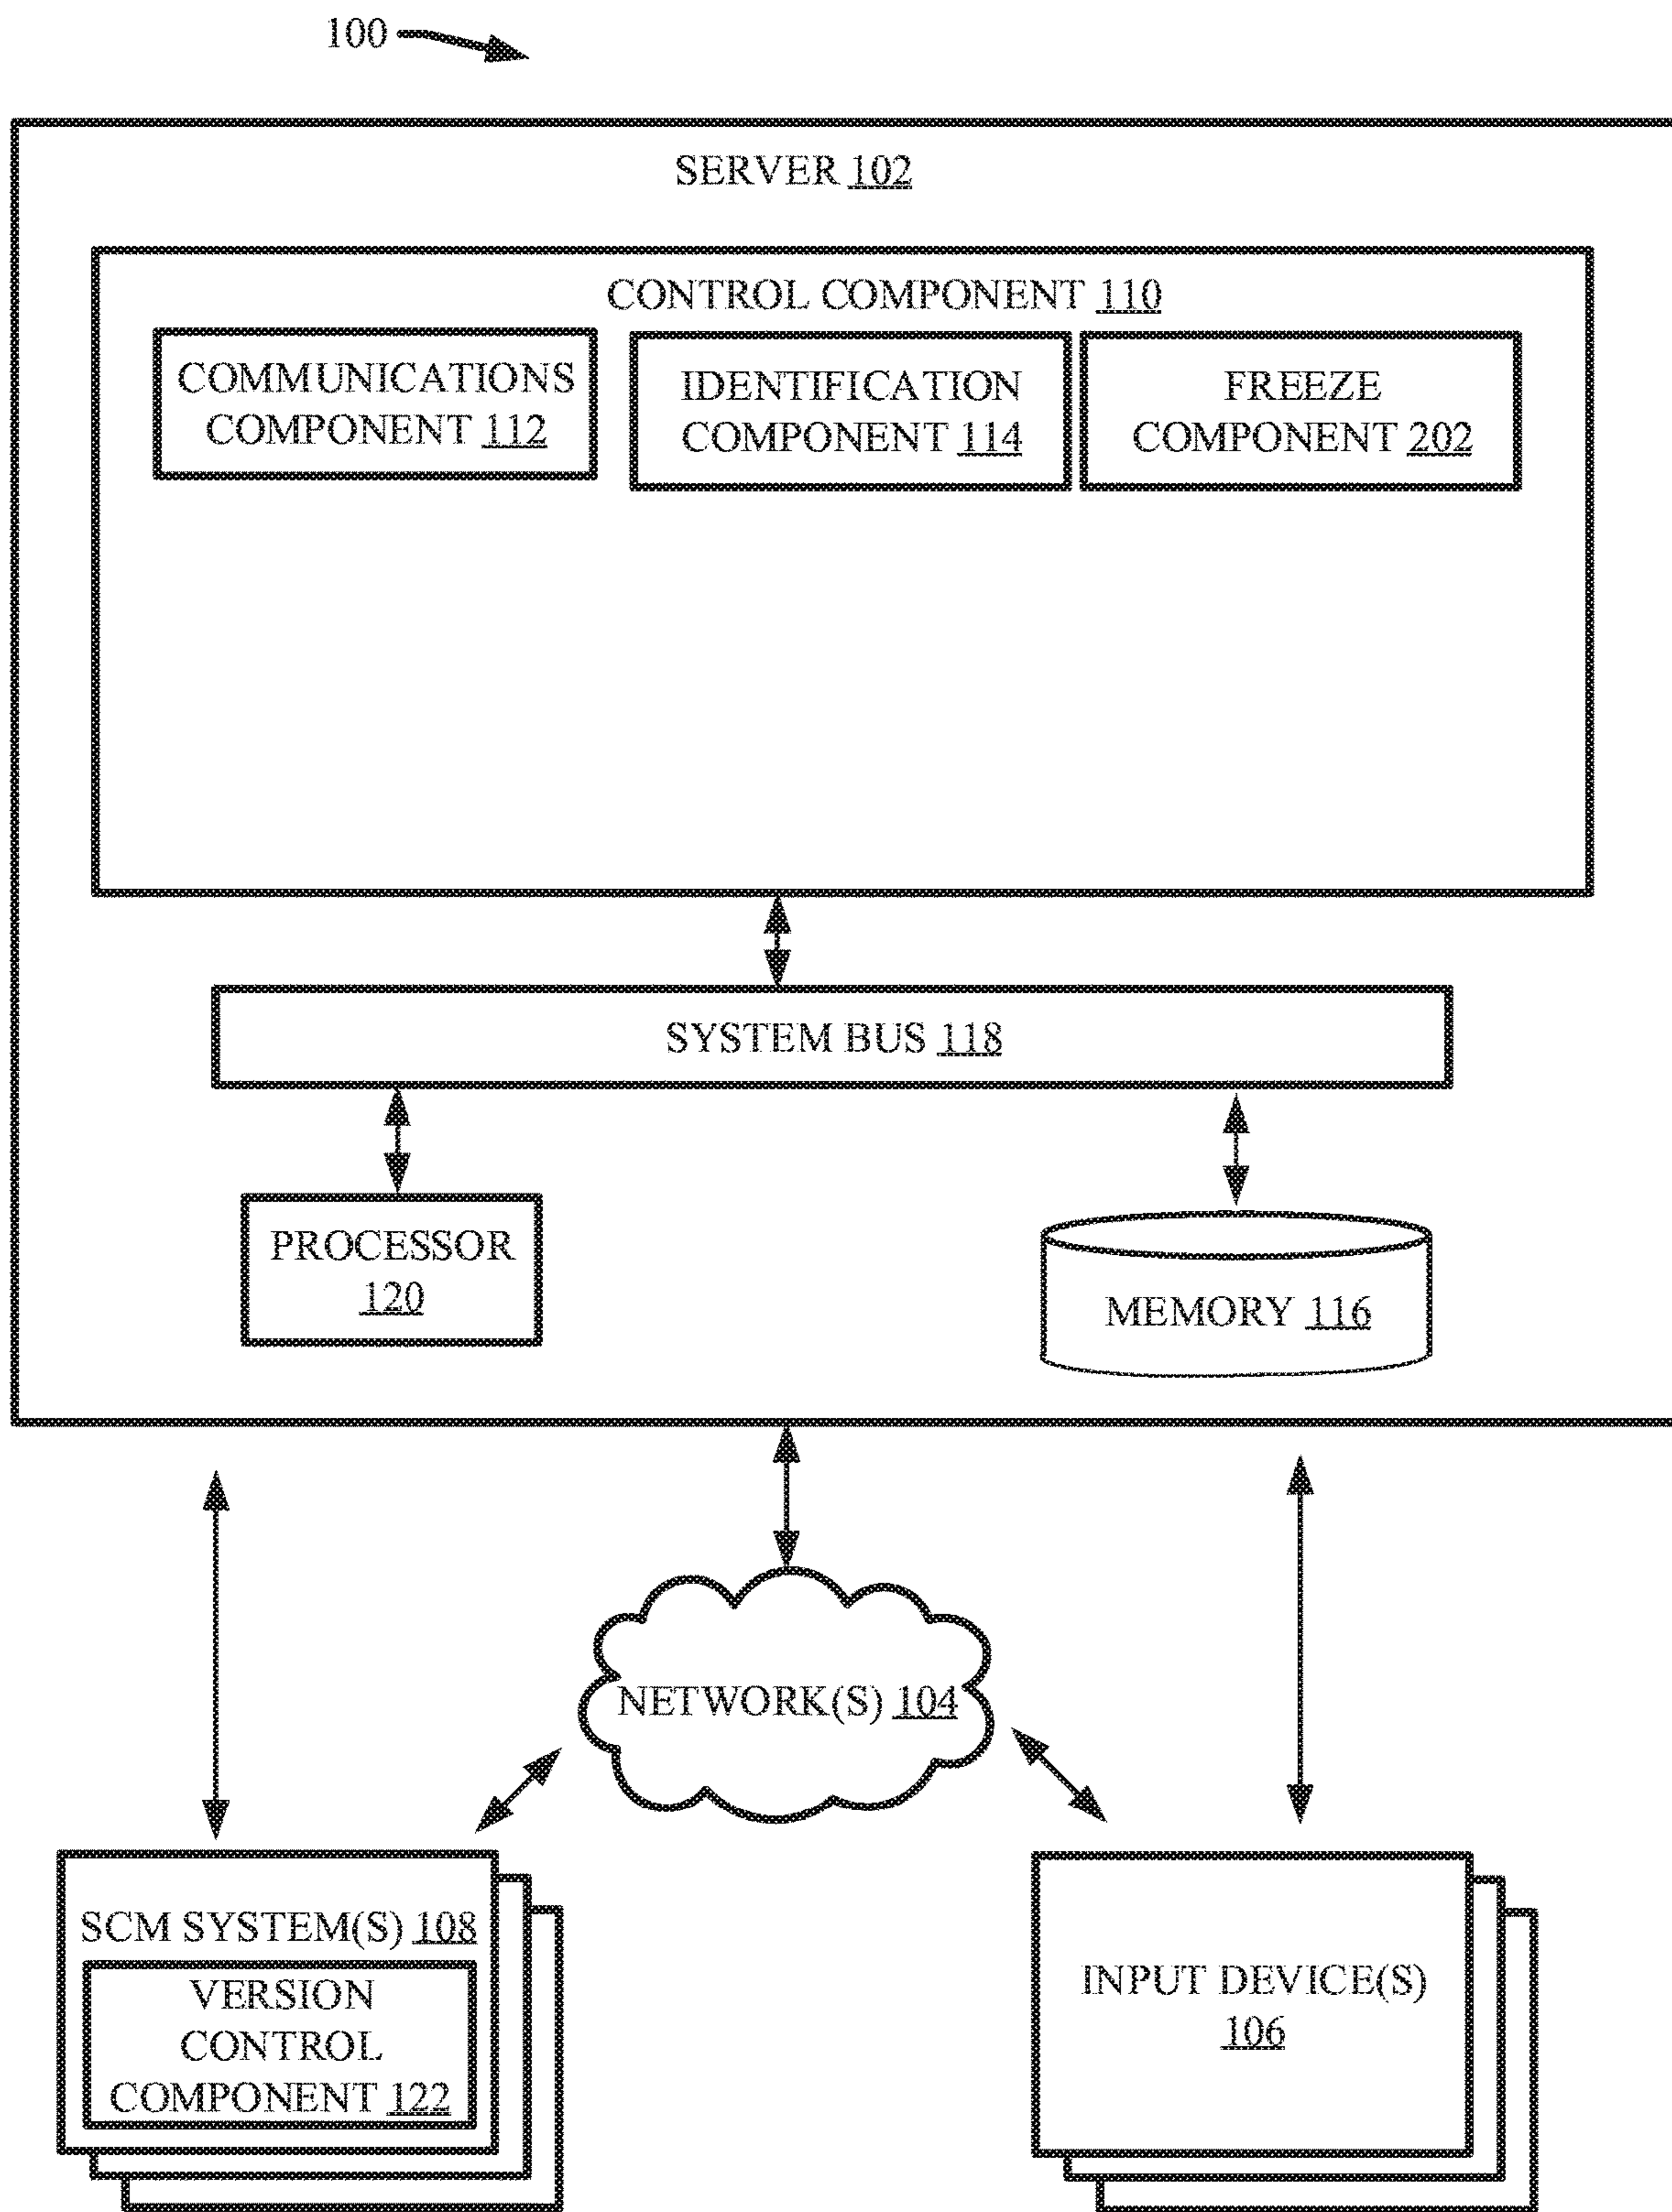 100
SERVER 102
CONTROL COMPONENT 110
COMMUNICATIONS
COMPONENT 112
IDENTIFICATION
COMPONENT 114
FREEZE
COMPONENT 202
SYSTEM BUS 118
PROCESSOR
120
MEMORY 116
NETWORK(S) 104
SCM SYSTEM(S) 108
VERSION
CONTROL
COMPONENT 122
INPUT DEVICE(S)
106